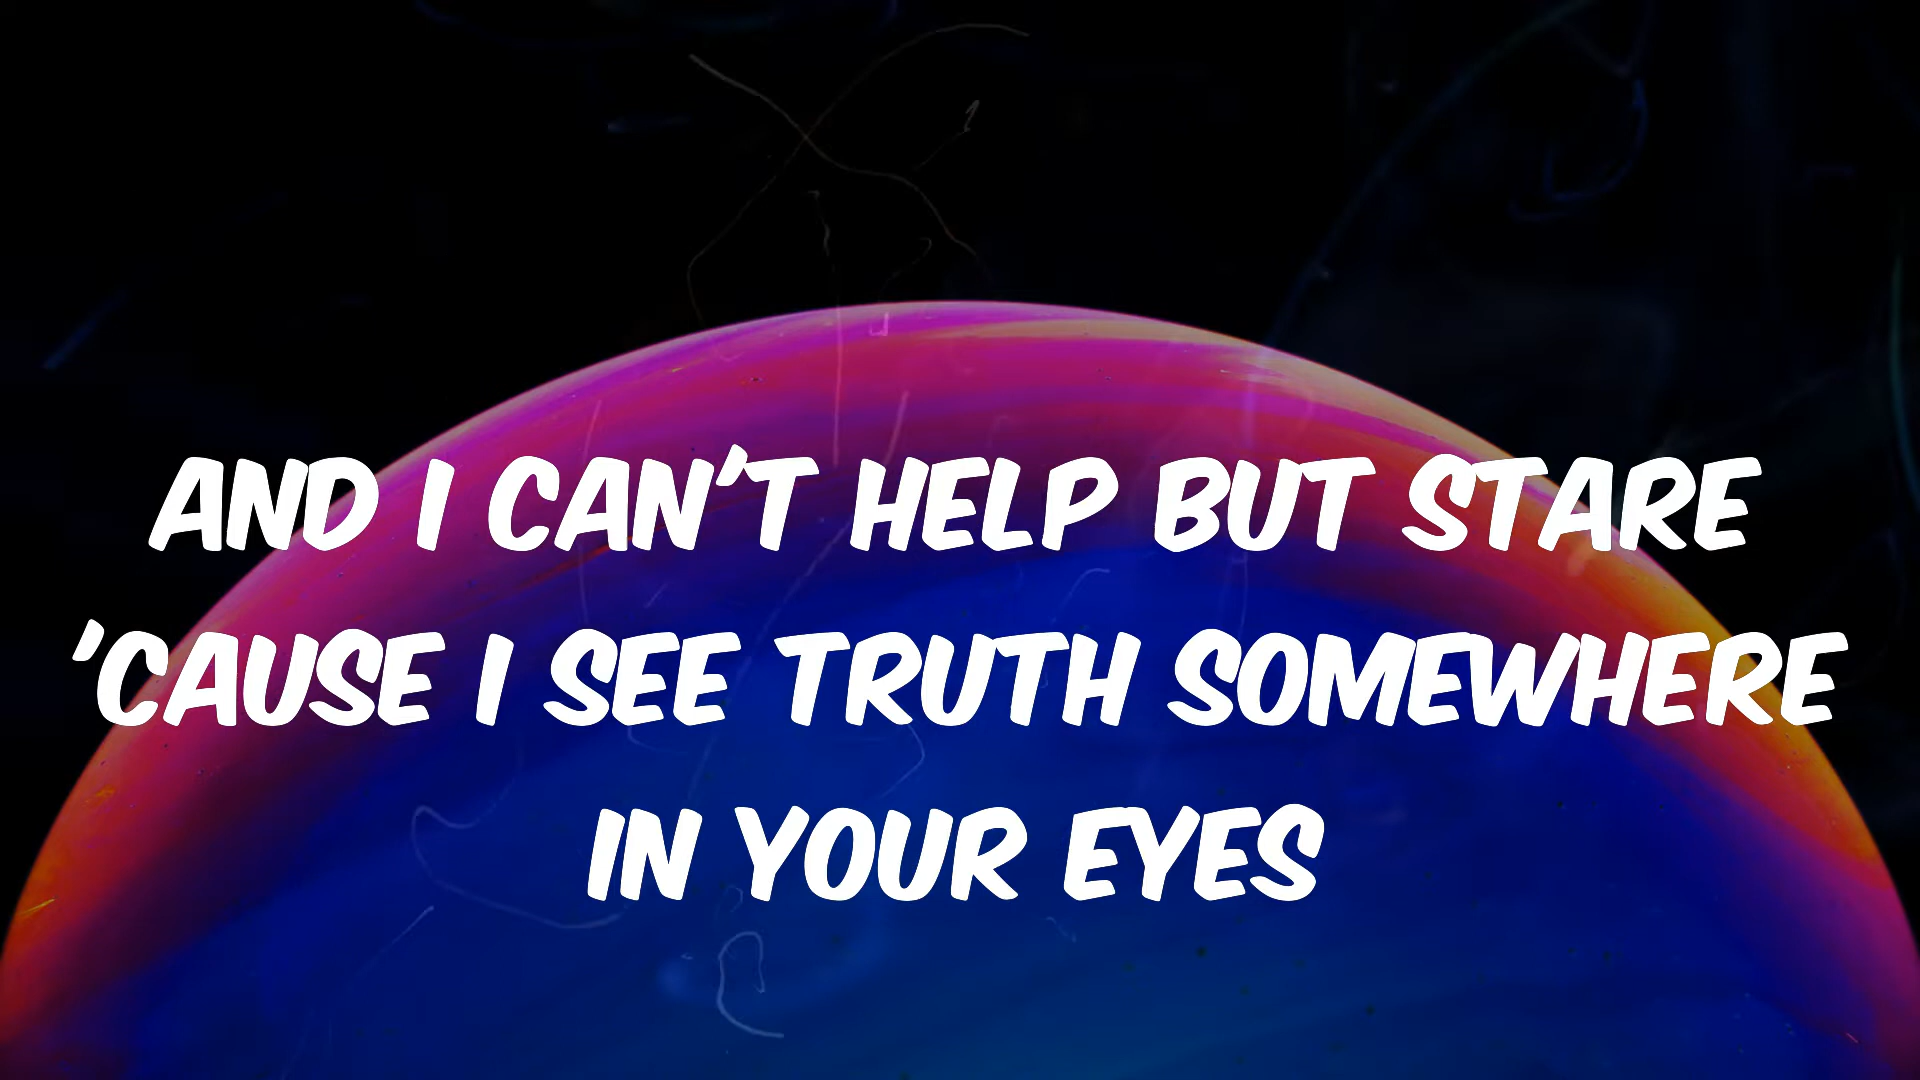 AND I CAN'T HELP BUT STARE
'CAUSE I SEE TRUTH SOMEWHERE
IN YOUR EYES